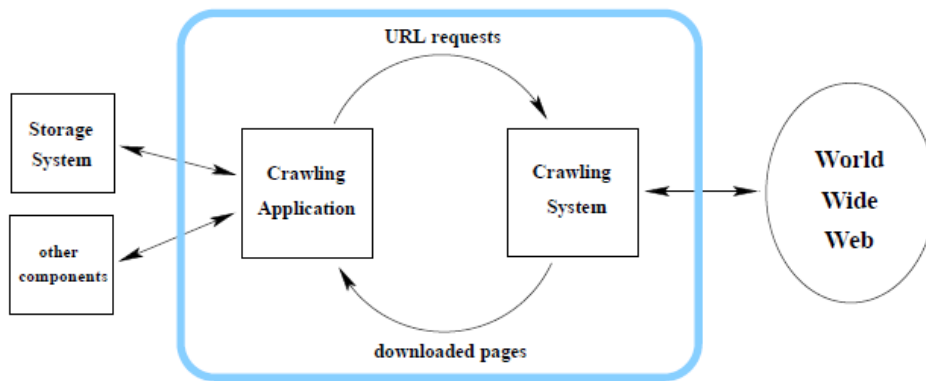 URL requests
Storage
System
Crawling
Application
Crawling
System
World
Wide
Web
other
components
downloaded pages